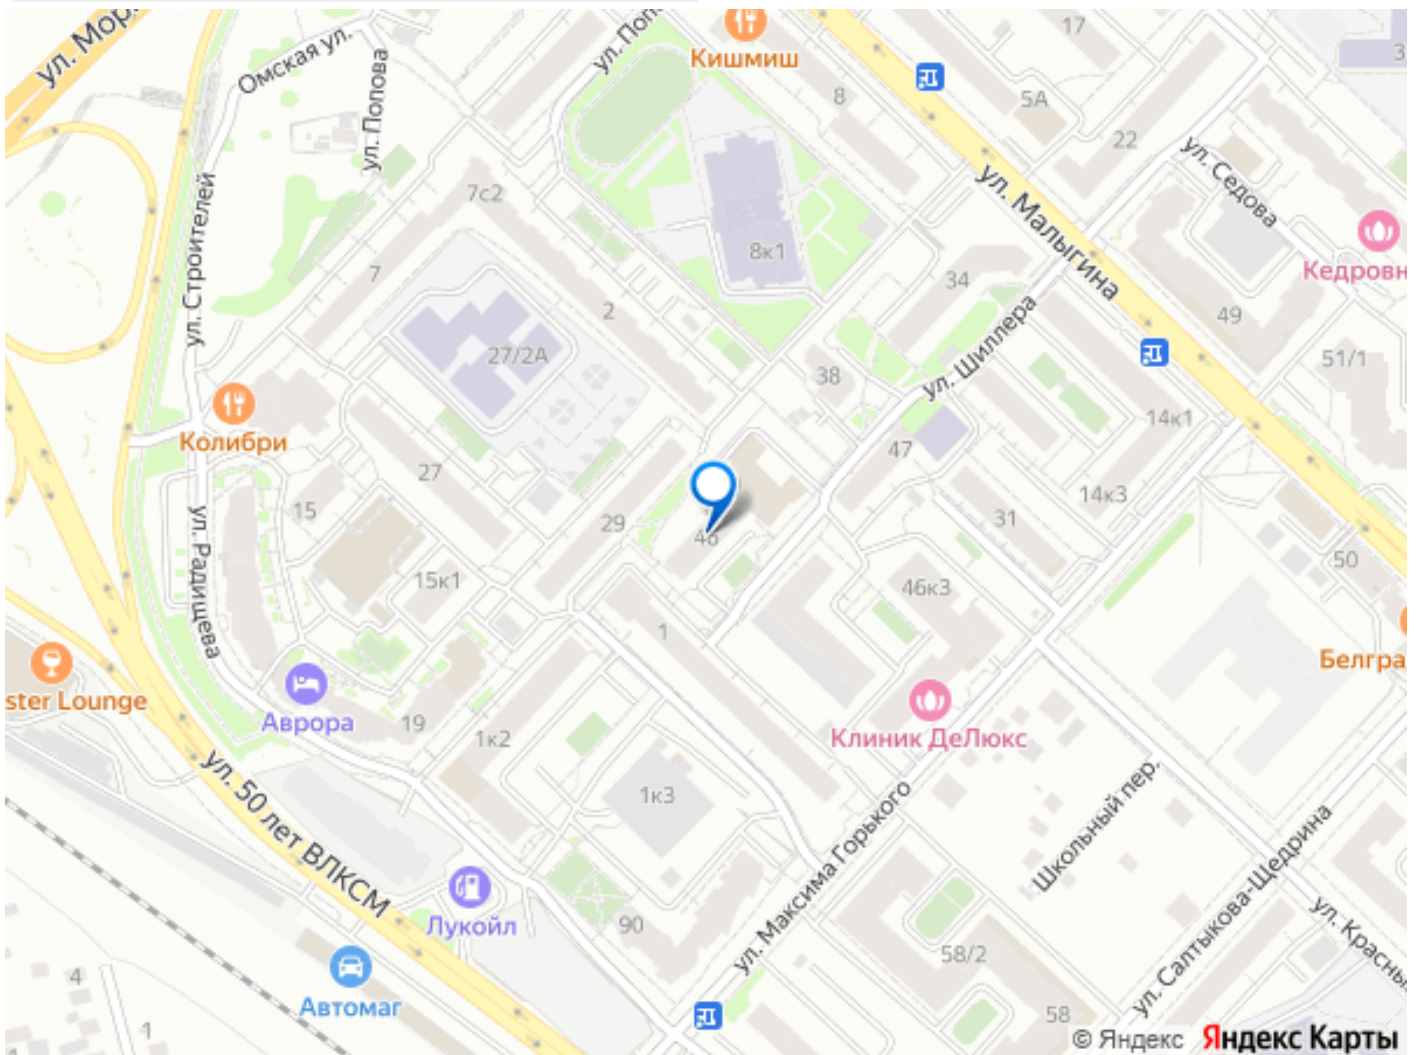 ул. Мор
Омская ул.
ул. Попова
ул. Поп
Кишмиш
17
3
8
5А
22
ул. Седова
ул. Малыгина
7с2
7
ул. Строителей
8к1
34
Кедровн
49
2
27/2А
ул. Шиллера
51/1
38
Колибри
47
14к1
27
14к3
15
29
46
31
ул. Радищева
15к1
46к3
50
1
Белгра
ster Lounge
Аврора
19
1к2
Клиник ДеЛюкс
ул. 50 лет ВЛКСМ
1к3
ул. Максима Горького
Школьный пер.
ул. Салтыкова-Щедрина
Лукойл
90
ул. Красны
58/2
4
Автомаг
1
58
© Яндекс Яндекс Карты